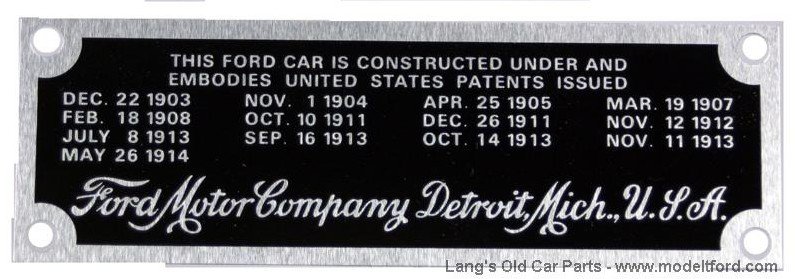 THIS FORD CAR IS CONSTRUCTED UNDER AND
EMBODIES UNITED STATES PATENTS ISSUED
DEC. 22 1903 NOV. 1 1904 APR. 25 1905 MAR. 19 1907
FEB. 18 1908 OCT. 10 1911 DEC. 26 1911 NOV. 12 1912
JULY 8 1913 SEP. 16 1913 OCT. 14 1913 NOV. 11 1913
MAY 26 1914
Ford Motor Company Detroit, Mich., U.S.A.
Lang's Old Car Parts - www.modeltford.com